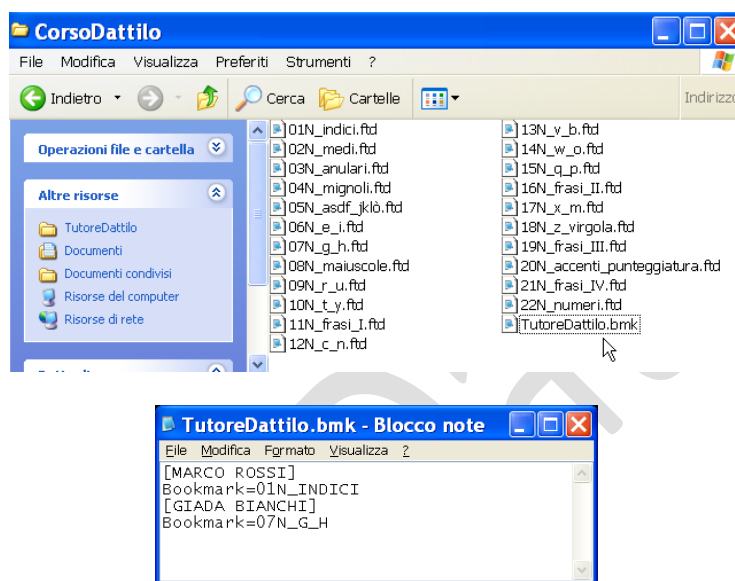 CorsoDattilo
File Modifica Visualizza Preferiti Strumenti ?
Indietro Cerca Cartelle
Operazioni file e cartella
Altre risorse
TutoreDattilo
Documenti
Documenti condivisi
Risorse del computer
Risorse di rete
01N_indici.ftd
02N_medi.ftd
03N_anulari.ftd
04N_mignoli.ftd
05N_asdf_jklò.ftd
06N_e_i.ftd
07N_g_h.ftd
08N_maiuscole.ftd
09N_r_u.ftd
10N_t_y.ftd
11N_frasi_I.ftd
12N_c_n.ftd
13N_v_b.ftd
14N_w_o.ftd
15N_q_p.ftd
16N_frasi_II.ftd
17N_x_m.ftd
18N_z_virgola.ftd
19N_frasi_III.ftd
20N_accenti_punteggiatura.ftd
21N_frasi_IV.ftd
22N_numeri.ftd
TutoreDattilo.bmk
TutoreDattilo.bmk - Blocco note
File Modifica Formato Visualizza ?
[MARCO ROSSI]
Bookmark=01N_INDICI
[GIADA BIANCHI]
Bookmark=07N_G_H